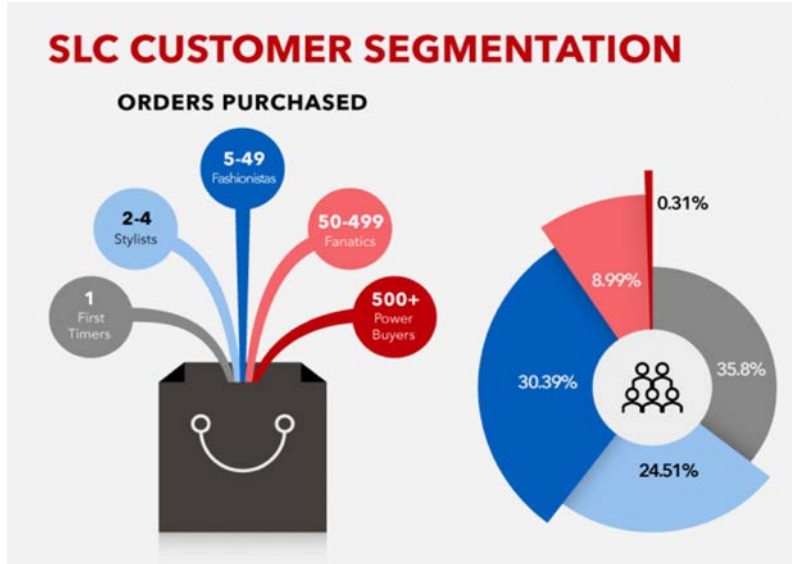 SLC CUSTOMER SEGMENTATION
ORDERS PURCHASED
5-49
Fashionistas
2-4
Stylists
50-499
Fanatics
1
First
Timers
500+
Power
Buyers
0.31%
8.99%
35.8%
30.39%
24.51%